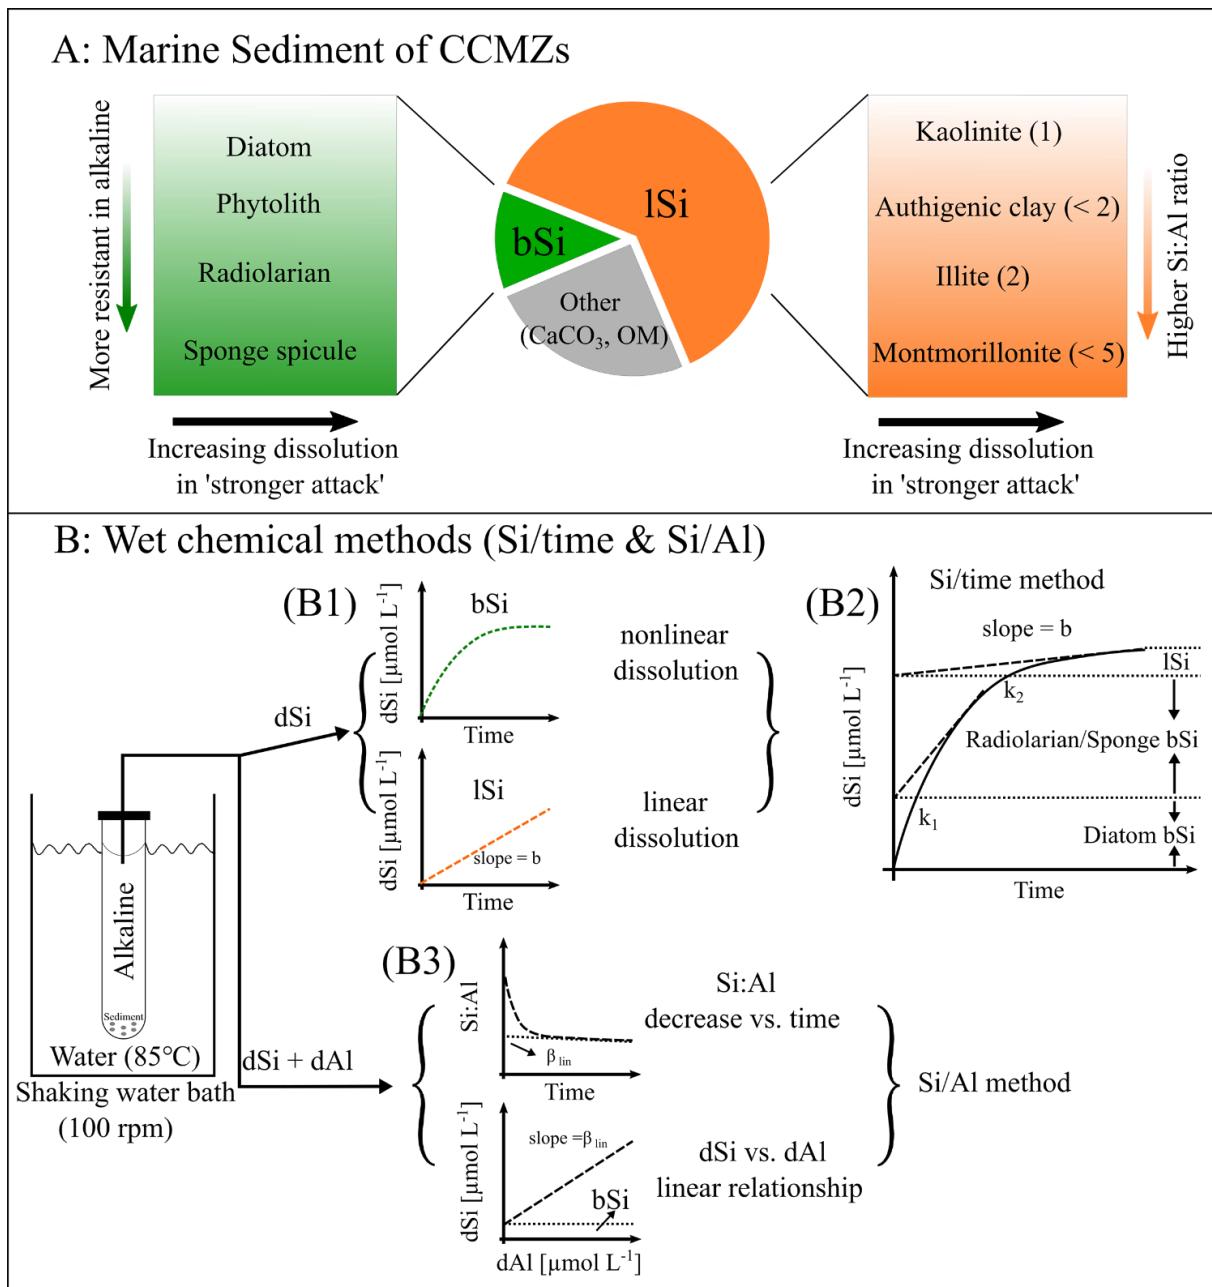 A: Marine Sediment of CCMZs
More resistant in alkaline
Diatom
Phytolith
Radiolarian
Sponge spicule
Increasing dissolution
in 'stronger attack'
lSi
bSi
Other
(CaCO₃, OM)
Kaolinite (1)
Authigenic clay (< 2)
Illite (2)
Montmorillonite (< 5)
Higher Si:Al ratio
Increasing dissolution
in 'stronger attack'
B: Wet chemical methods (Si/time & Si/Al)
(B1)
dSi [µmol L⁻¹]
bSi
Time
nonlinear
dissolution
dSi
dSi [µmol L⁻¹]
lSi
slope = b
Time
linear
dissolution
(B2)
Si/time method
slope = b
dSi [µmol L⁻¹]
lSi
k₂
Radiolarian/Sponge bSi
k₁
Diatom bSi
Time
Alkaline
Sediment
Water (85℃)
Shaking water bath
(100 rpm)
dSi + dAl
(B3)
Si:Al
β lin
Time
Si:Al
decrease vs. time
Si/Al method
dSi [µmol L⁻¹]
slope =β lin
bSi
dAl [µmol L⁻¹]
dSi vs. dAl
linear relationship